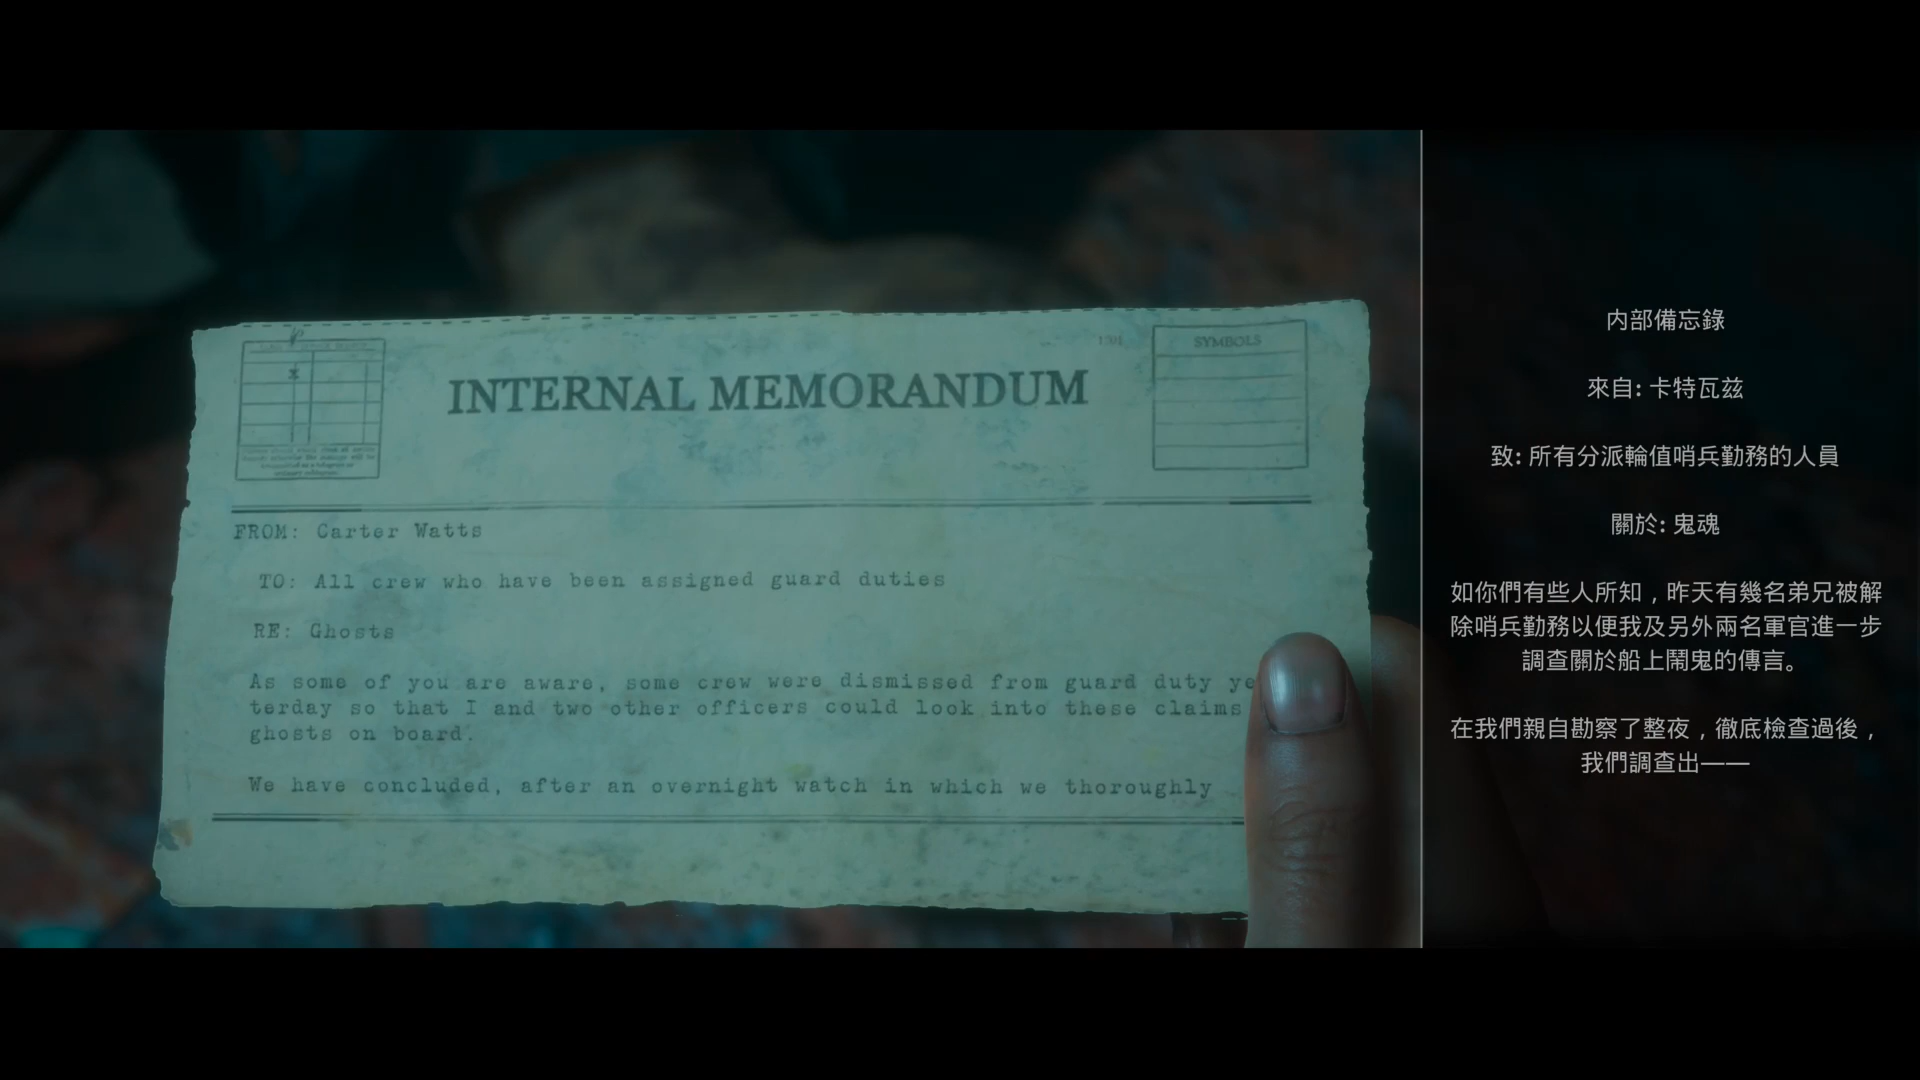 INTERNAL MEMORANDUM
1301
SYMBOLS
FROM: Carter Watts
TO: All crew who have been assigned guard duties
RE: Ghosts
As some of you are aware, some crew were dismissed from guard duty ye
terday so that I and two other officers could look into these claims
ghosts on board.
We have concluded, after an overnight watch in which we thoroughly
内部備忘錄
來自: 卡特瓦茲
致: 所有分派輪值哨兵勤務的人員
關於: 鬼魂
如你們有些人所知，昨天有幾名弟兄被解
除哨兵勤務以便我及另外兩名軍官進一步
調查關於船上鬧鬼的傳言。
在我們親自勘察了整夜，徹底檢查過後，
我們調查出——